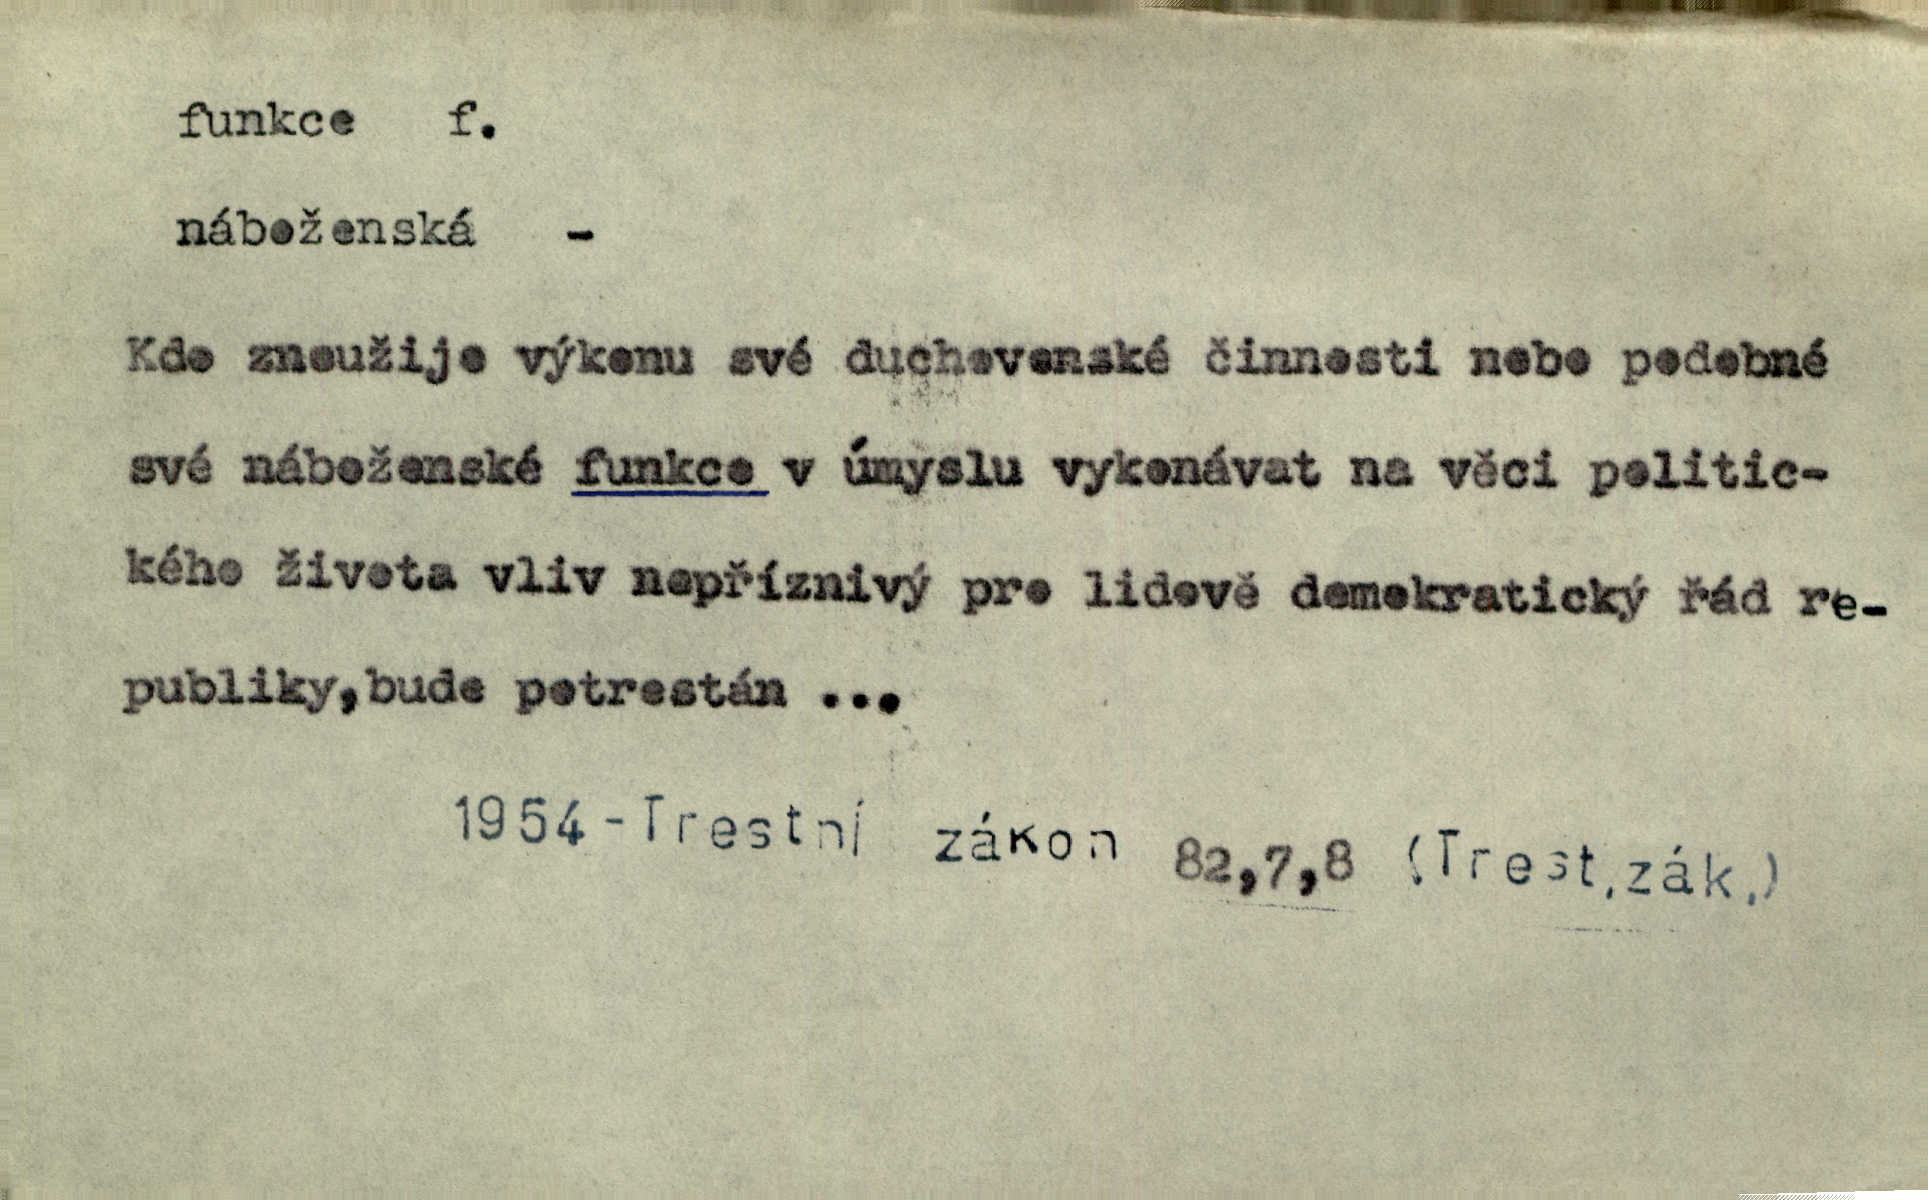 funkce f.
náboženská -
Kdo zneužije výkonu své duchovenské činnosti nebo podobné
své náboženské funkce v úmyslu vykonávat na věci politic-
kého života vliv nepříznivý pro lidově demokratický řád re-
publiky,bude potrestán ...
1954-Trestní zákon 82,7,8 (Trest.zák.)